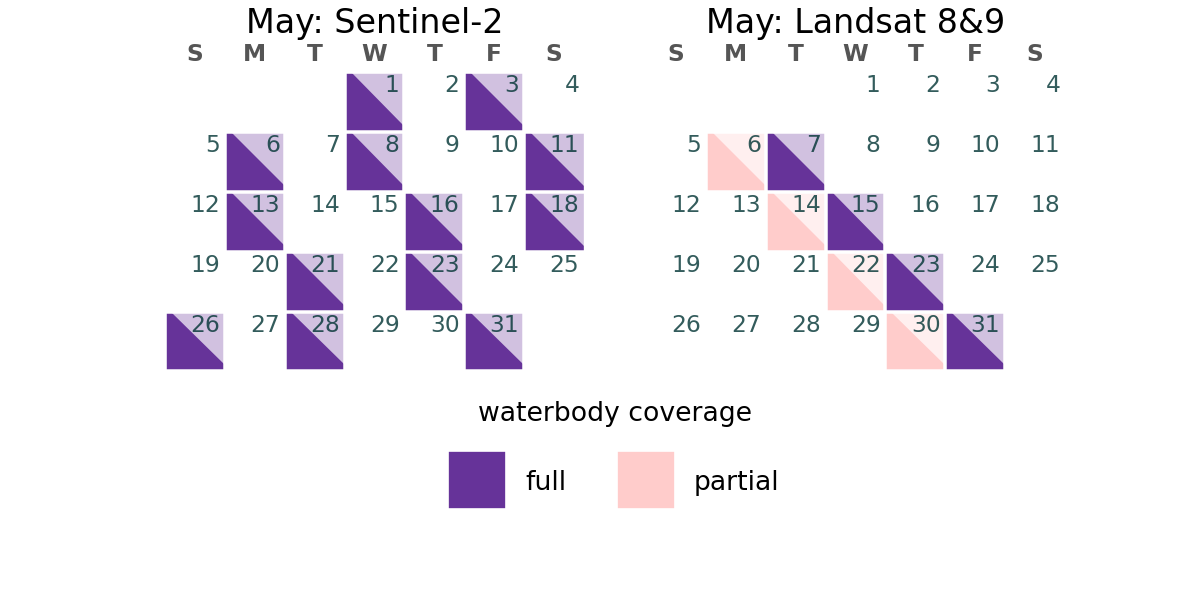 May: Sentinel-2
S M T W T F S
1 2 3 4
5 6 7 8 9 10 11
12 13 14 15 16 17 18
19 20 21 22 23 24 25
26 27 28 29 30 31
May: Landsat 8&9
S M T W T F S
1 2 3 4
5 6 7 8 9 10 11
12 13 14 15 16 17 18
19 20 21 22 23 24 25
26 27 28 29 30 31
waterbody coverage
full partial